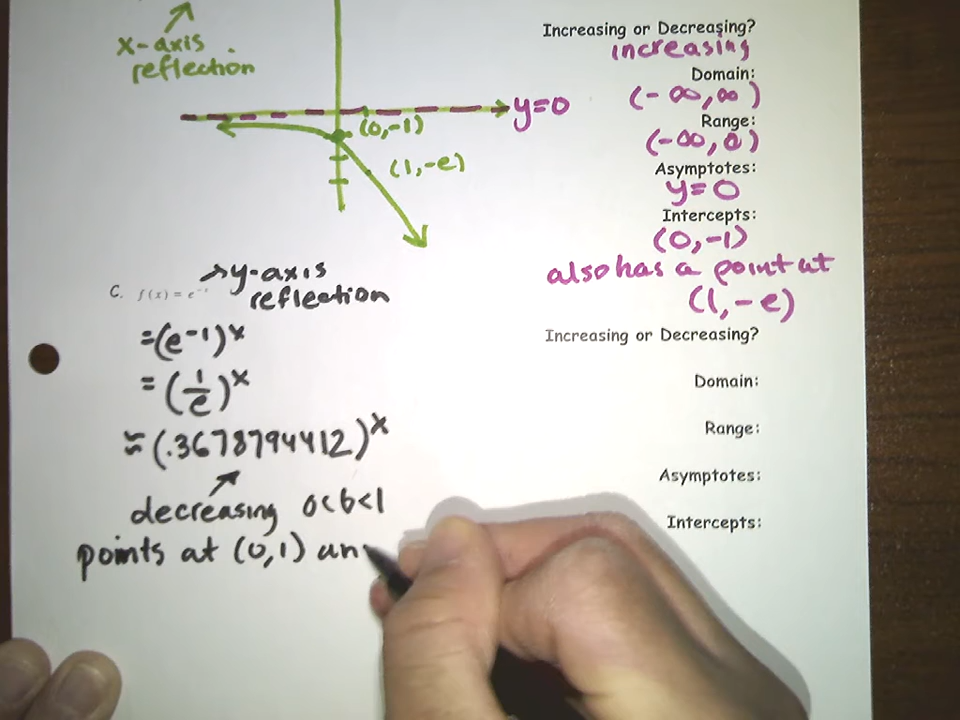 x-axis
reflection
y=0
(0,-1)
(1,-e)
Increasing or Decreasing?
increasing
Domain:
(-∞,∞)
Range:
(-∞,0)
Asymptotes:
y=0
Intercepts:
(0,-1)
also has a point at
(1,-e)
y-axis
reflection
C. f(x) = e⁻ˣ
=(e⁻¹)ˣ
=(1/e)ˣ
≈(.3678794412)ˣ
decreasing 0<b<1
points at (0,1) an
Increasing or Decreasing?
Domain:
Range:
Asymptotes:
Intercepts: